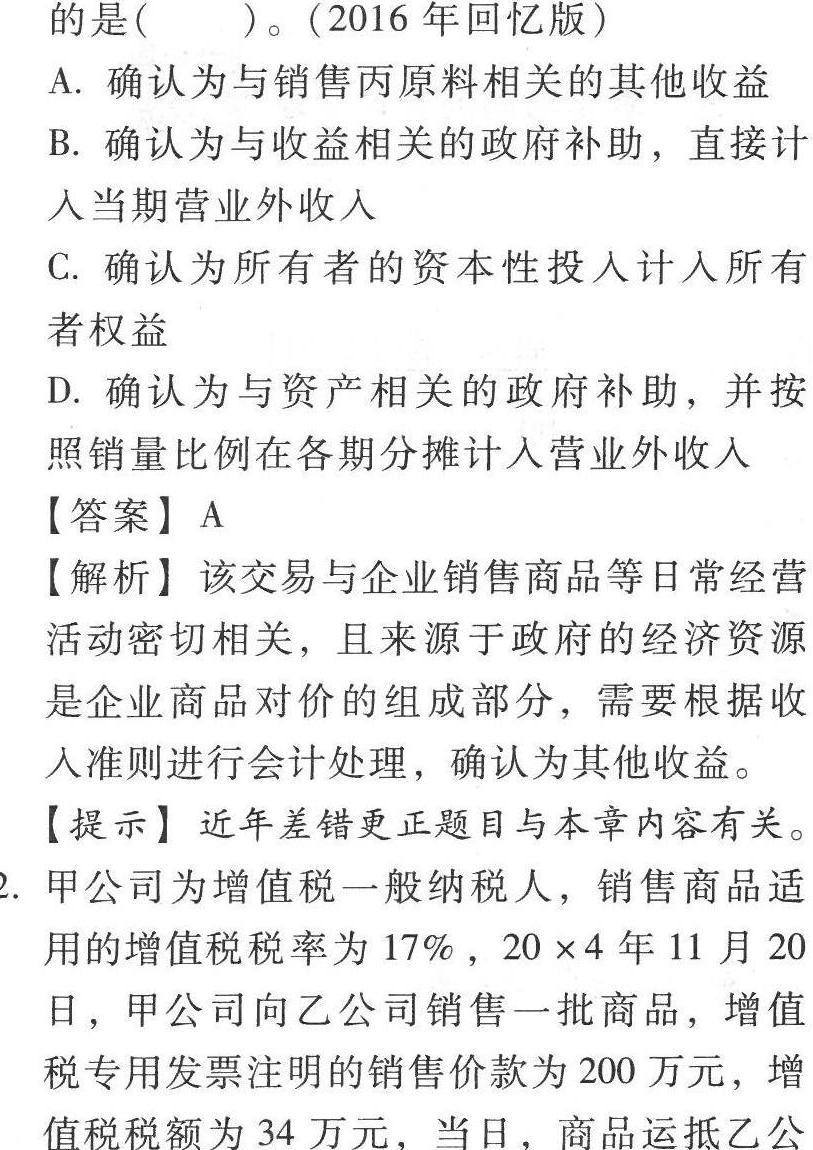 的是(　　)。(2016 年回忆版)
A. 确认为与销售丙原料相关的其他收益
B. 确认为与收益相关的政府补助，直接计
入当期营业外收入
C. 确认为所有者的资本性投入计入所有
者权益
D. 确认为与资产相关的政府补助，并按
照销量比例在各期分摊计入营业外收入
【答案】A
【解析】该交易与企业销售商品等日常经营
活动密切相关，且来源于政府的经济资源
是企业商品对价的组成部分，需要根据收
入准则进行会计处理，确认为其他收益。
【提示】近年差错更正题目与本章内容有关。
2. 甲公司为增值税一般纳税人，销售商品适
用的增值税税率为 17%，20×4 年 11 月 20
日，甲公司向乙公司销售一批商品，增值
税专用发票注明的销售价款为 200 万元，增
值税税额为 34 万元，当日，商品运抵乙公